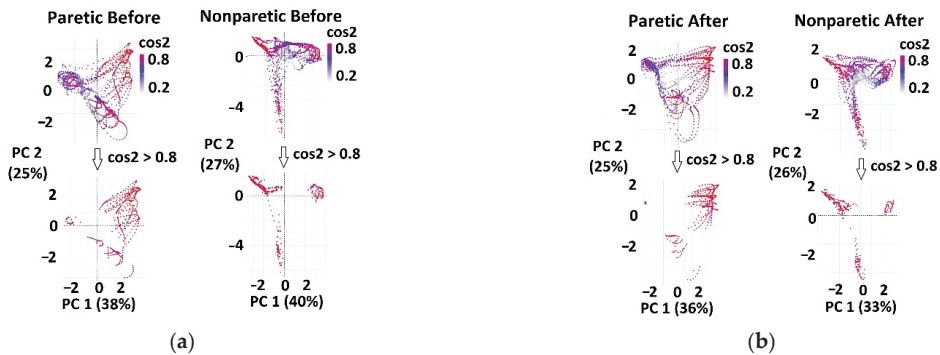 Paretic Before
cos2
0.8
0.2
2
0
−2
PC 2
(25%)
cos2 > 0.8
2
0
−2
−2 0 2
PC 1 (38%)
Nonparetic Before
cos2
0.8
0.2
0
−4
PC 2
(27%)
cos2 > 0.8
0
−4
−2 0 2
PC 1 (40%)
(a)
Paretic After
cos2
0.8
0.2
2
0
−2
PC 2
(25%)
cos2 > 0.8
2
0
−2
−2 0 2
PC 1 (36%)
Nonparetic After
cos2
0.8
0.2
2
0
−2
PC 2
(26%)
cos2 > 0.8
2
0
−2
−4
−2 0 2
PC 1 (33%)
(b)